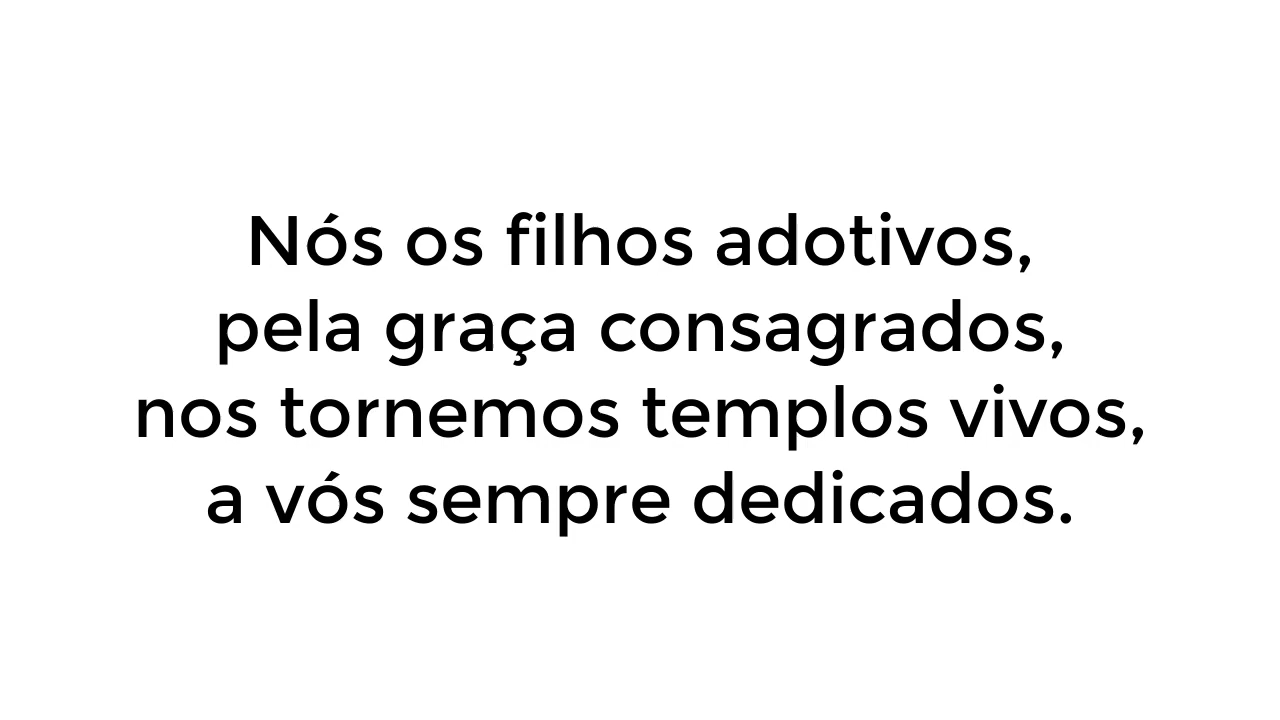 Nós os filhos adotivos,
pela graça consagrados,
nos tornemos templos vivos,
a vós sempre dedicados.